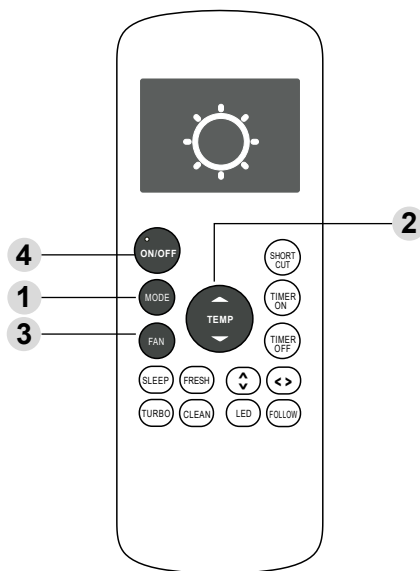 2
4
ON/OFF
SHORT
CUT
1
MODE
TEMP
TIMER
ON
3
FAN
TIMER
OFF
SLEEP FRESH
TURBO CLEAN LED FOLLOW